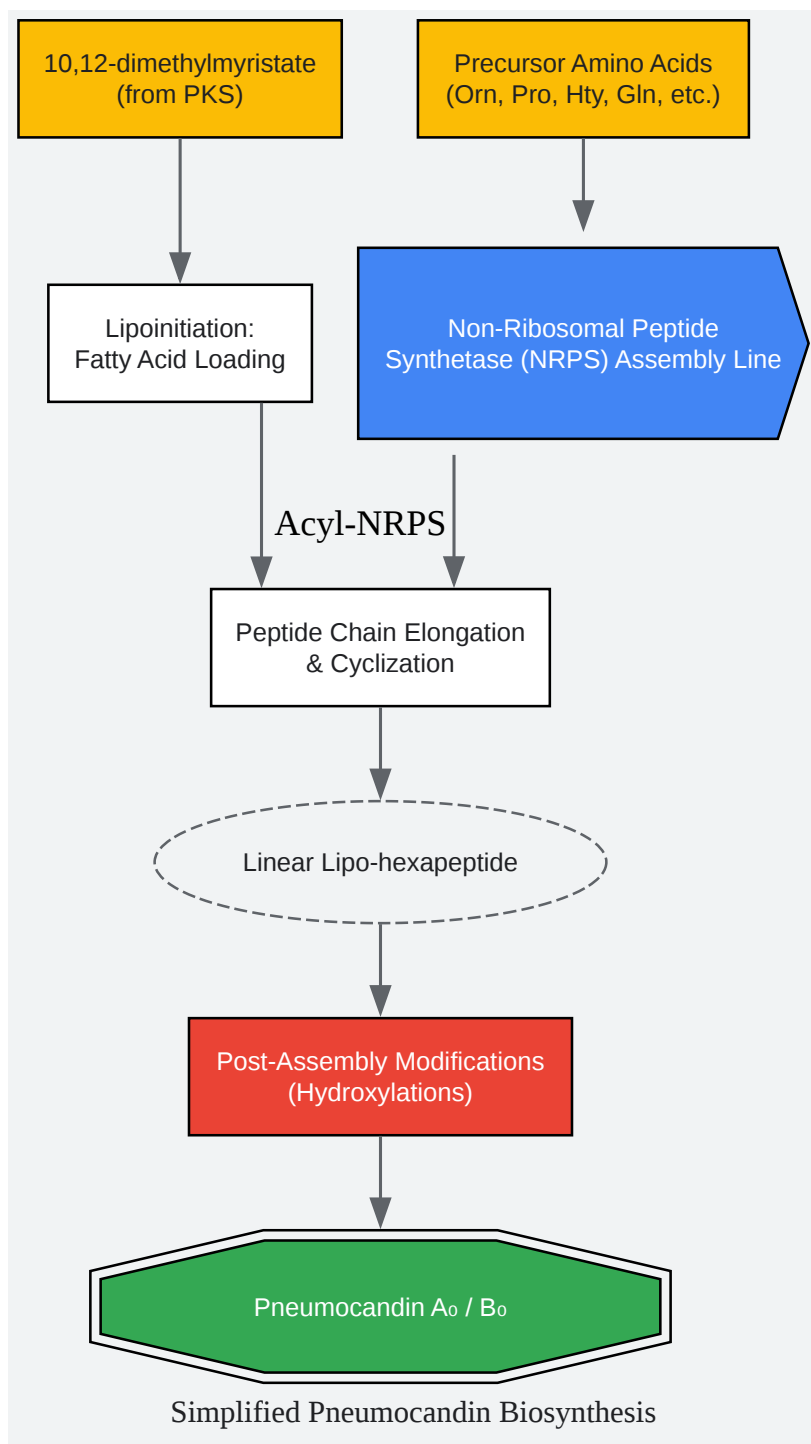 10,12-dimethylmyristate
(from PKS)
Precursor Amino Acids
(Orn, Pro, Hty, Gln, etc.)
Lipoinitiation:
Fatty Acid Loading
Non-Ribosomal Peptide
Synthetase (NRPS) Assembly Line
Acyl-NRPS
Peptide Chain Elongation
& Cyclization
Linear Lipo-hexapeptide
Post-Assembly Modifications
(Hydroxylations)
Pneumocandin A₀ / B₀
Simplified Pneumocandin Biosynthesis